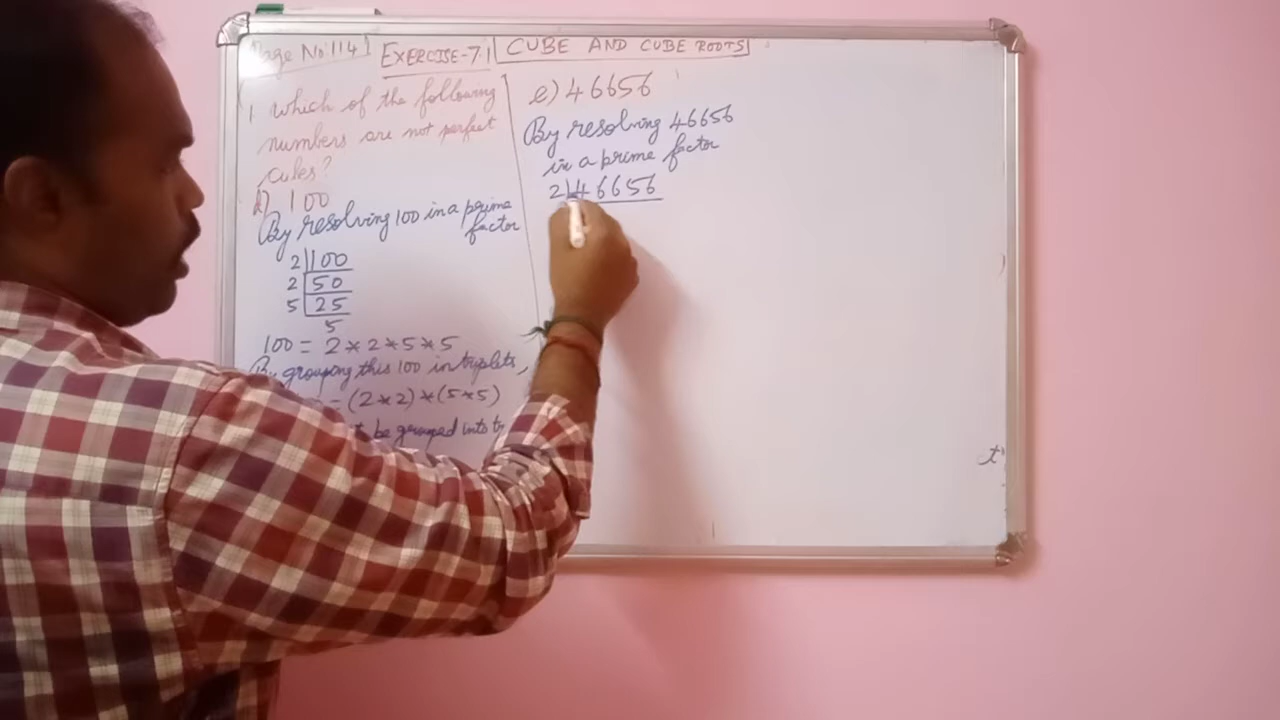 Page No: 114
EXERCISE-7.1
CUBE AND CUBE ROOTS
1. Which of the following
numbers are not perfect
cubes?
d) 100
By resolving 100 in a prime
factor
2 | 100
2 | 50
5 | 25
5
100 = 2 * 2 * 5 * 5
By grouping this 100 in triplets,
= (2 * 2) * (5 * 5)
be grouped into
e) 46656
By resolving 46656
in a prime factor
2 | 46656
t